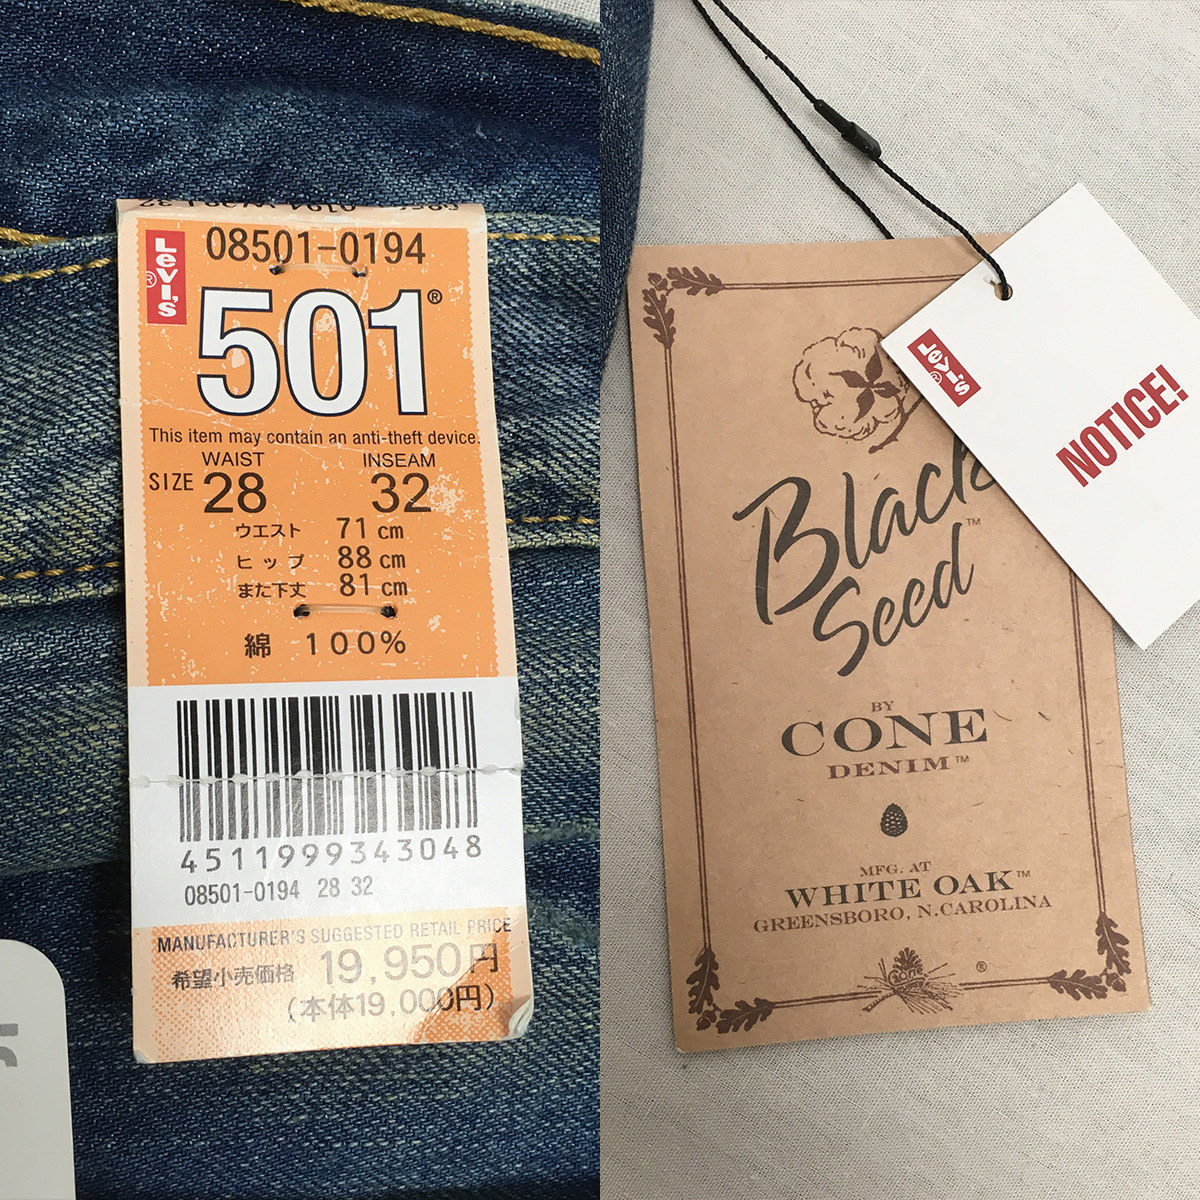 08501-0194
Levi's
®
501®
This item may contain an anti-theft device.
WAIST INSEAM
SIZE 28 32
ウエスト 71 cm
ヒップ 88 cm
また下丈 81 cm
綿 100%
4511999343048
08501-0194 28 32
MANUFACTURER'S SUGGESTED RETAIL PRICE
希望小売価格 19,950円
(本体19,000円)
Levi's
®
NOTICE!
Black
Seed™
BY
CONE
DENIM™
MFG. AT
WHITE OAK™
GREENSBORO, N.CAROLINA
Cone
®